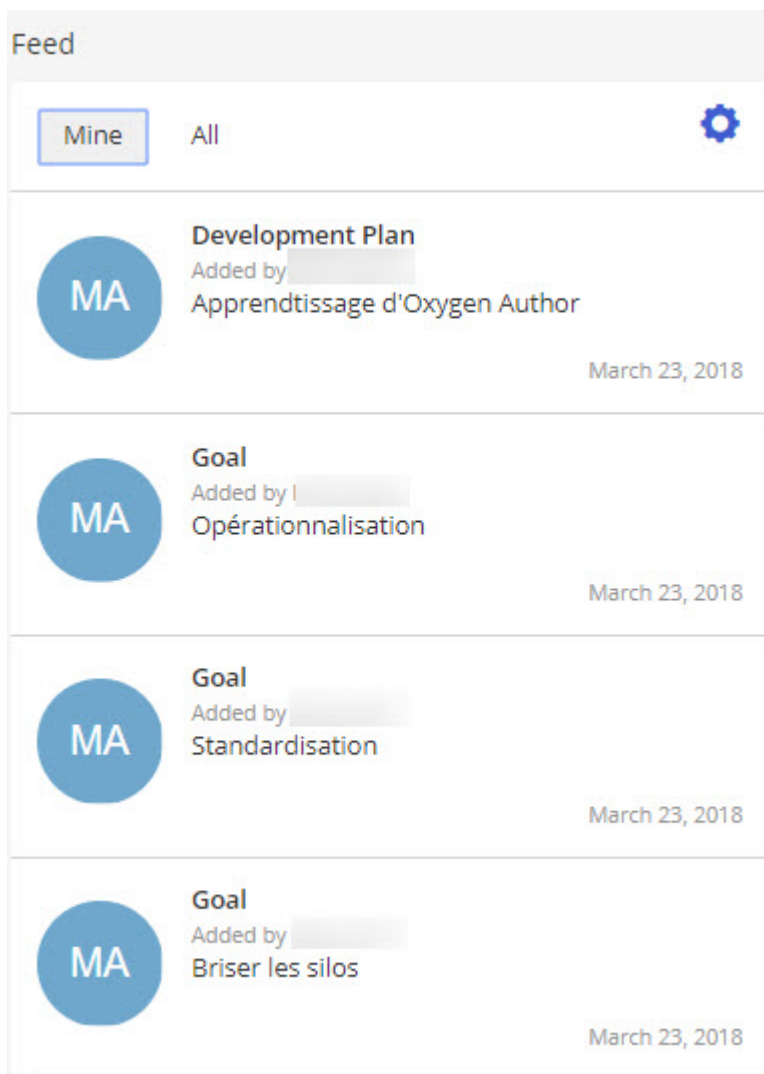 Feed
Mine All
Development Plan
Added by
MA
Apprendtissage d'Oxygen Author
March 23, 2018
Goal
Added by
MA
Opérationnalisation
March 23, 2018
Goal
Added by
MA
Standardisation
March 23, 2018
Goal
Added by
MA
Briser les silos
March 23, 2018